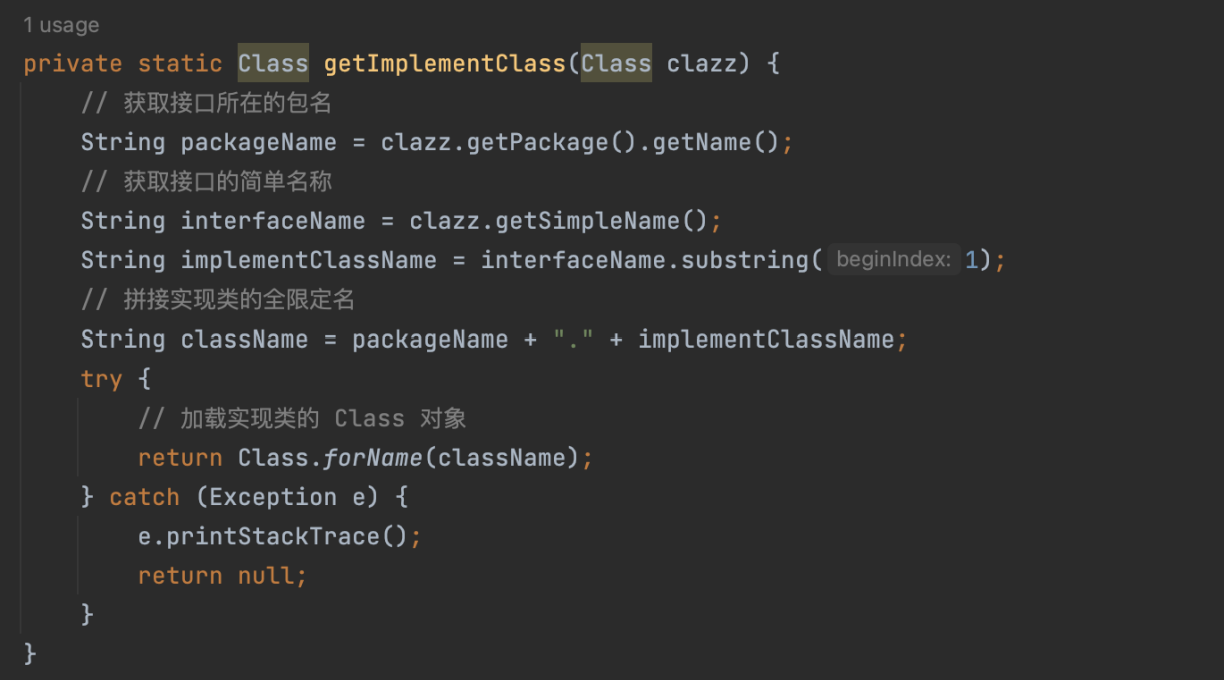 1 usage
private static Class getImplementClass(Class clazz) {
// 获取接口所在的包名
String packageName = clazz.getPackage().getName();
// 获取接口的简单名称
String interfaceName = clazz.getSimpleName();
String implementClassName = interfaceName.substring( beginIndex: 1);
// 拼接实现类的全限定名
String className = packageName + "." + implementClassName;
try {
// 加载实现类的 Class 对象
return Class.forName(className);
} catch (Exception e) {
e.printStackTrace();
return null;
}
}